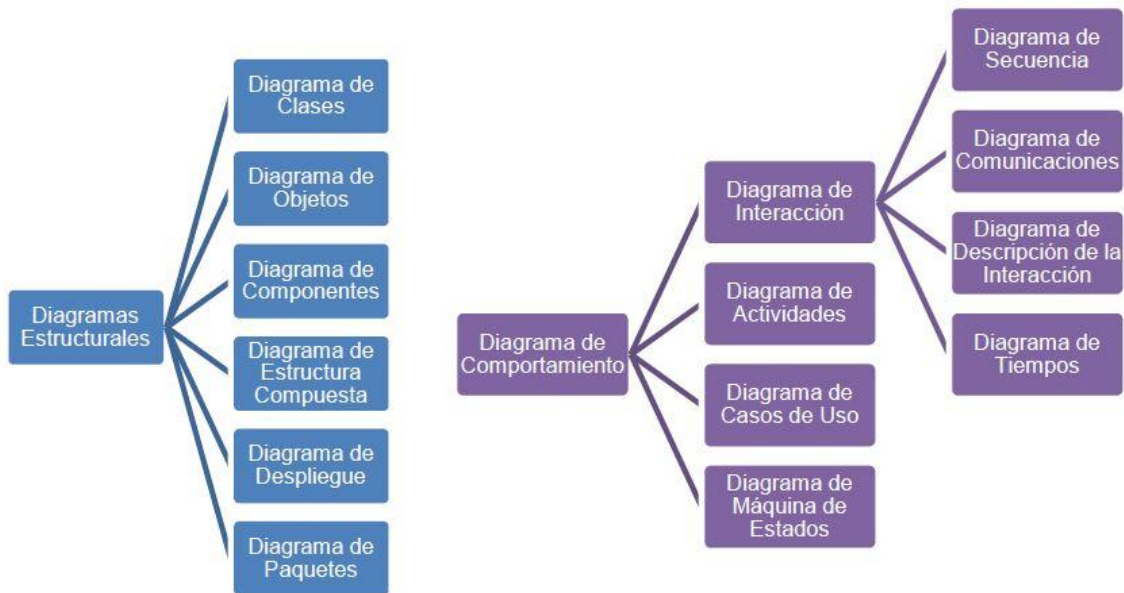 Diagramas
Estructurales
Diagrama de
Clases
Diagrama de
Objetos
Diagrama de
Componentes
Diagrama de
Estructura
Compuesta
Diagrama de
Despliegue
Diagrama de
Paquetes
Diagrama de
Comportamiento
Diagrama de
Interacción
Diagrama de
Actividades
Diagrama de
Casos de Uso
Diagrama de
Máquina de
Estados
Diagrama de
Secuencia
Diagrama de
Comunicaciones
Diagrama de
Descripción de la
Interacción
Diagrama de
Tiempos